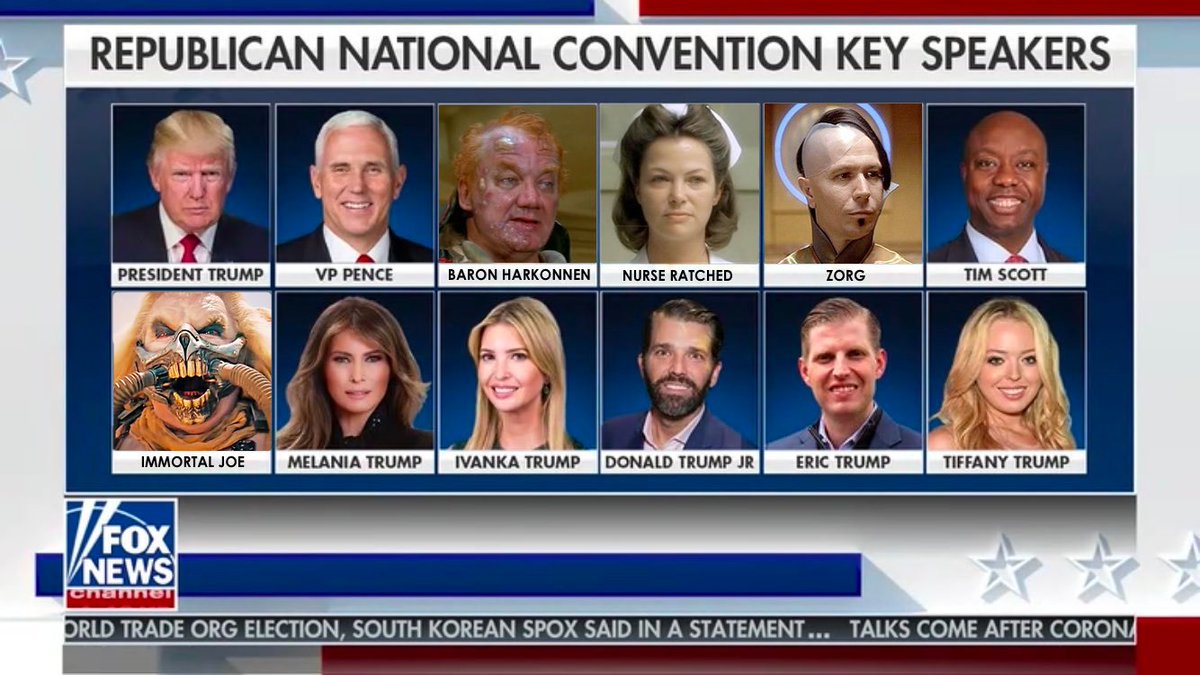 REPUBLICAN NATIONAL CONVENTION KEY SPEAKERS
PRESIDENT TRUMP
VP PENCE
BARON HARKONNEN
NURSE RATCHED
ZORG
TIM SCOTT
IMMORTAL JOE
MELANIA TRUMP
IVANKA TRUMP
DONALD TRUMP JR
ERIC TRUMP
TIFFANY TRUMP
FOX
NEWS
channel
ORLD TRADE ORG ELECTION, SOUTH KOREAN SPOX SAID IN A STATEMENT... TALKS COME AFTER CORONA